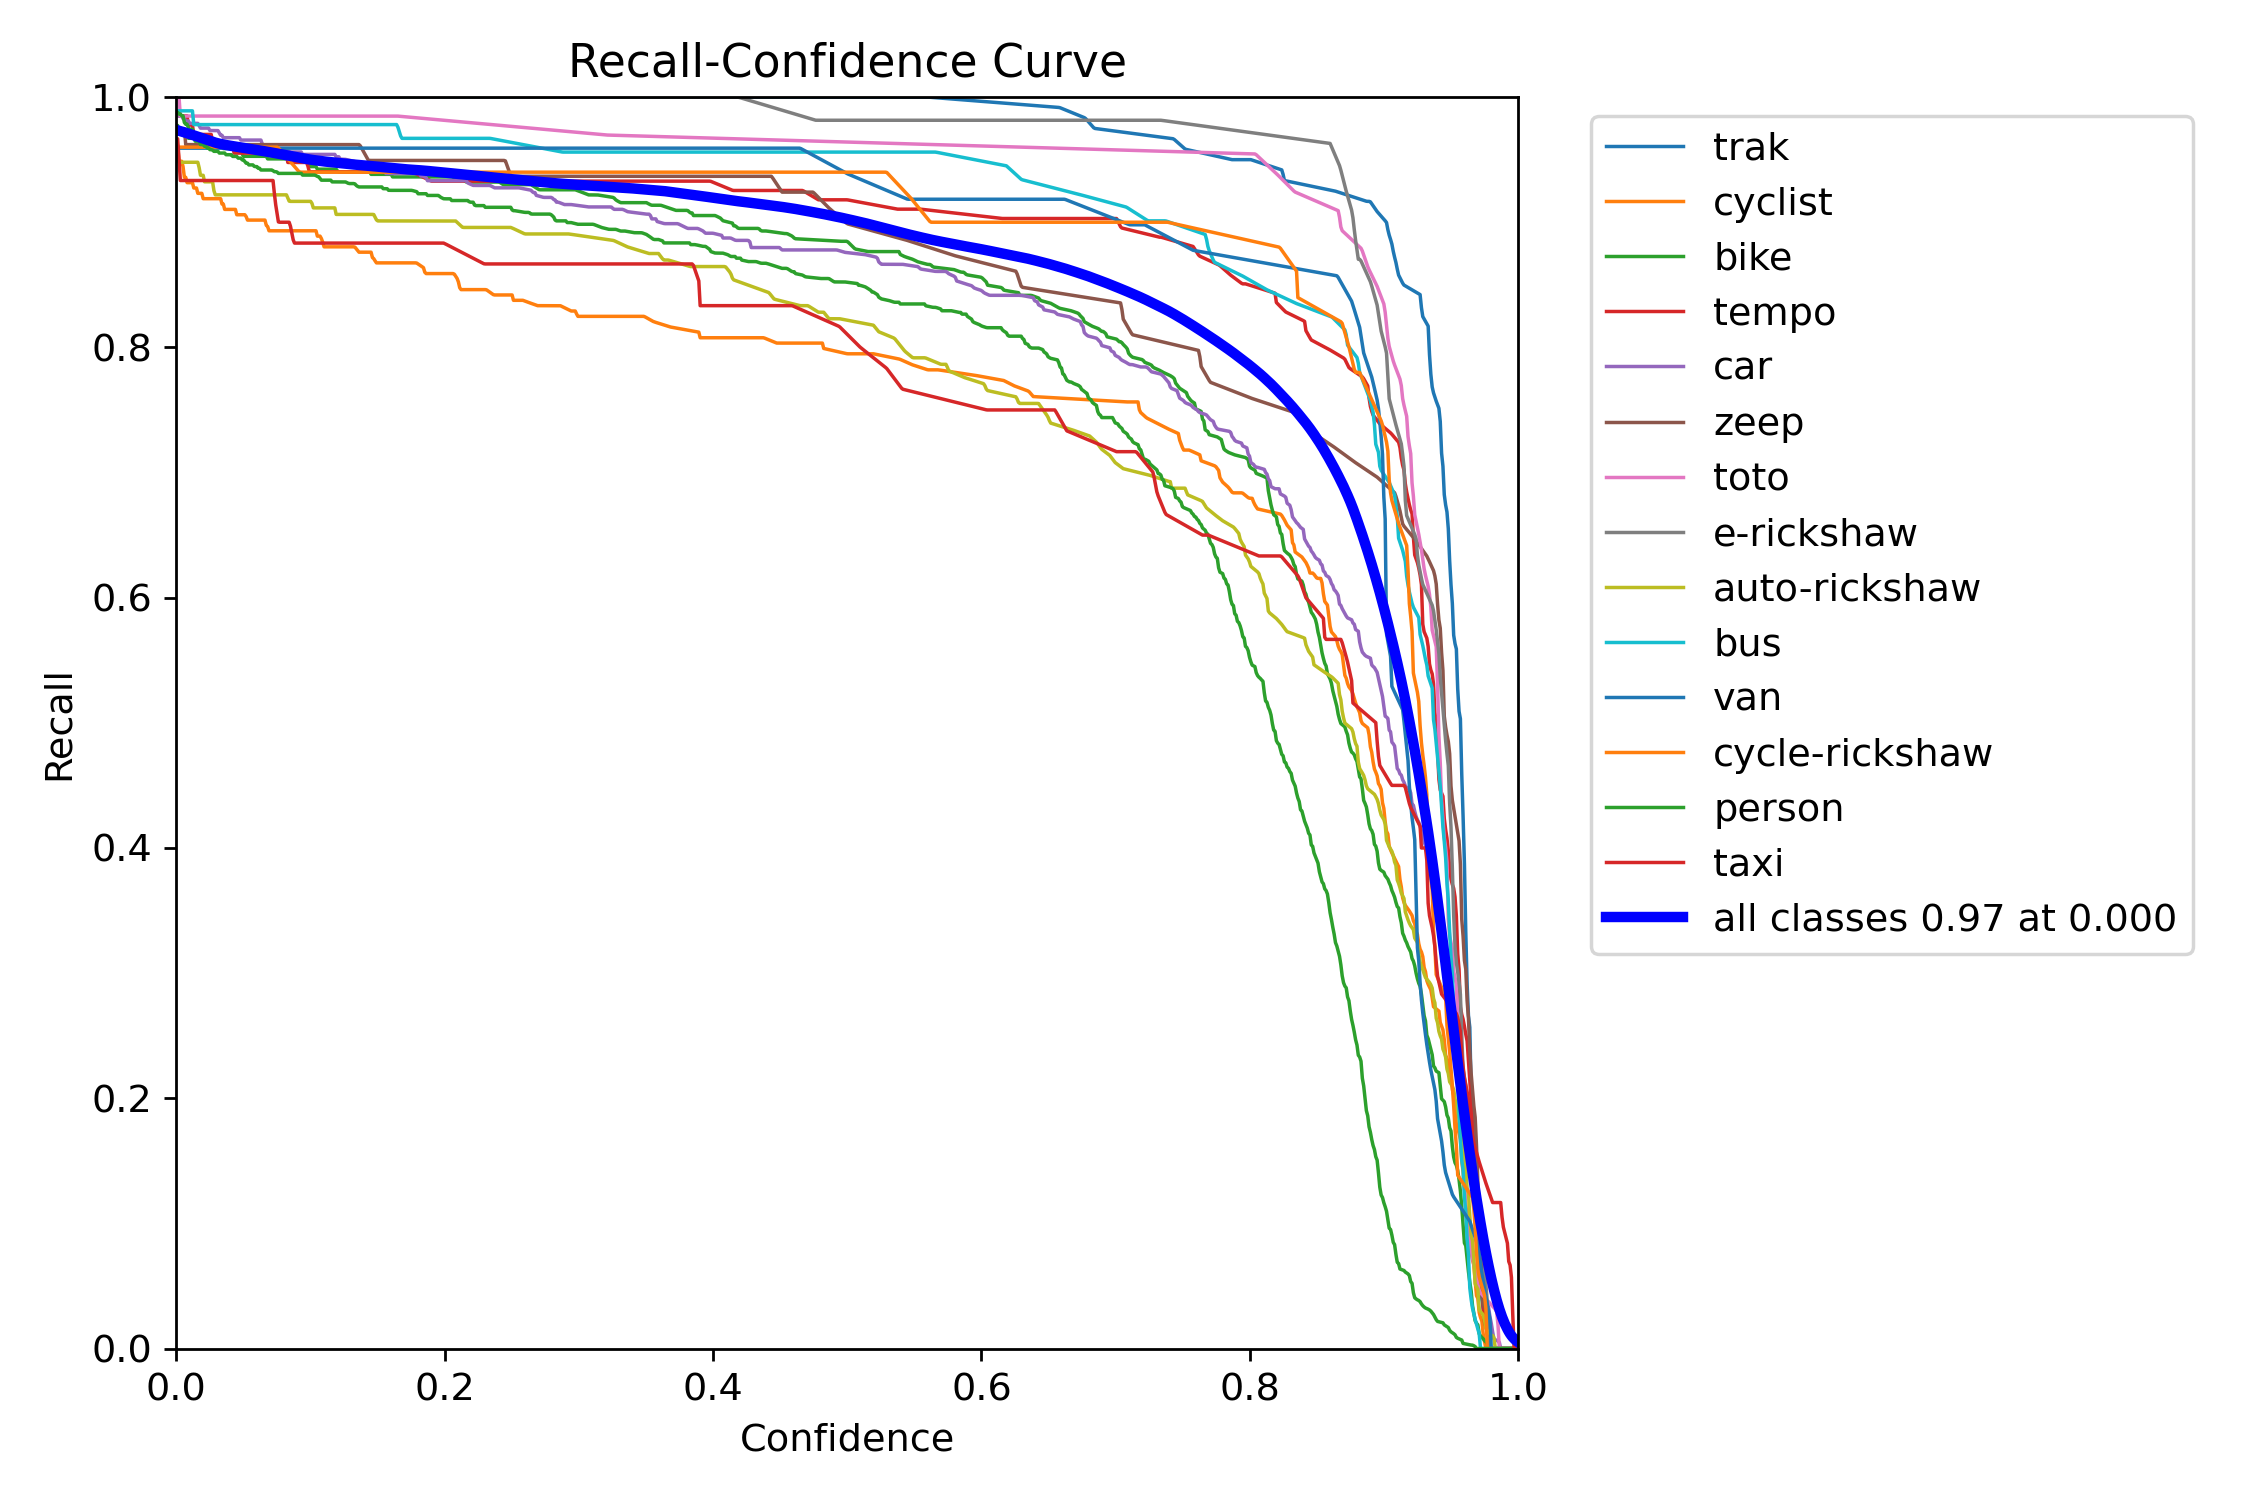 Recall-Confidence Curve
1.0
0.8
0.6
0.4
0.2
0.0
Recall
0.0 0.2 0.4 0.6 0.8 1.0
Confidence
trak
cyclist
bike
tempo
car
zeep
toto
e-rickshaw
auto-rickshaw
bus
van
cycle-rickshaw
person
taxi
all classes 0.97 at 0.000